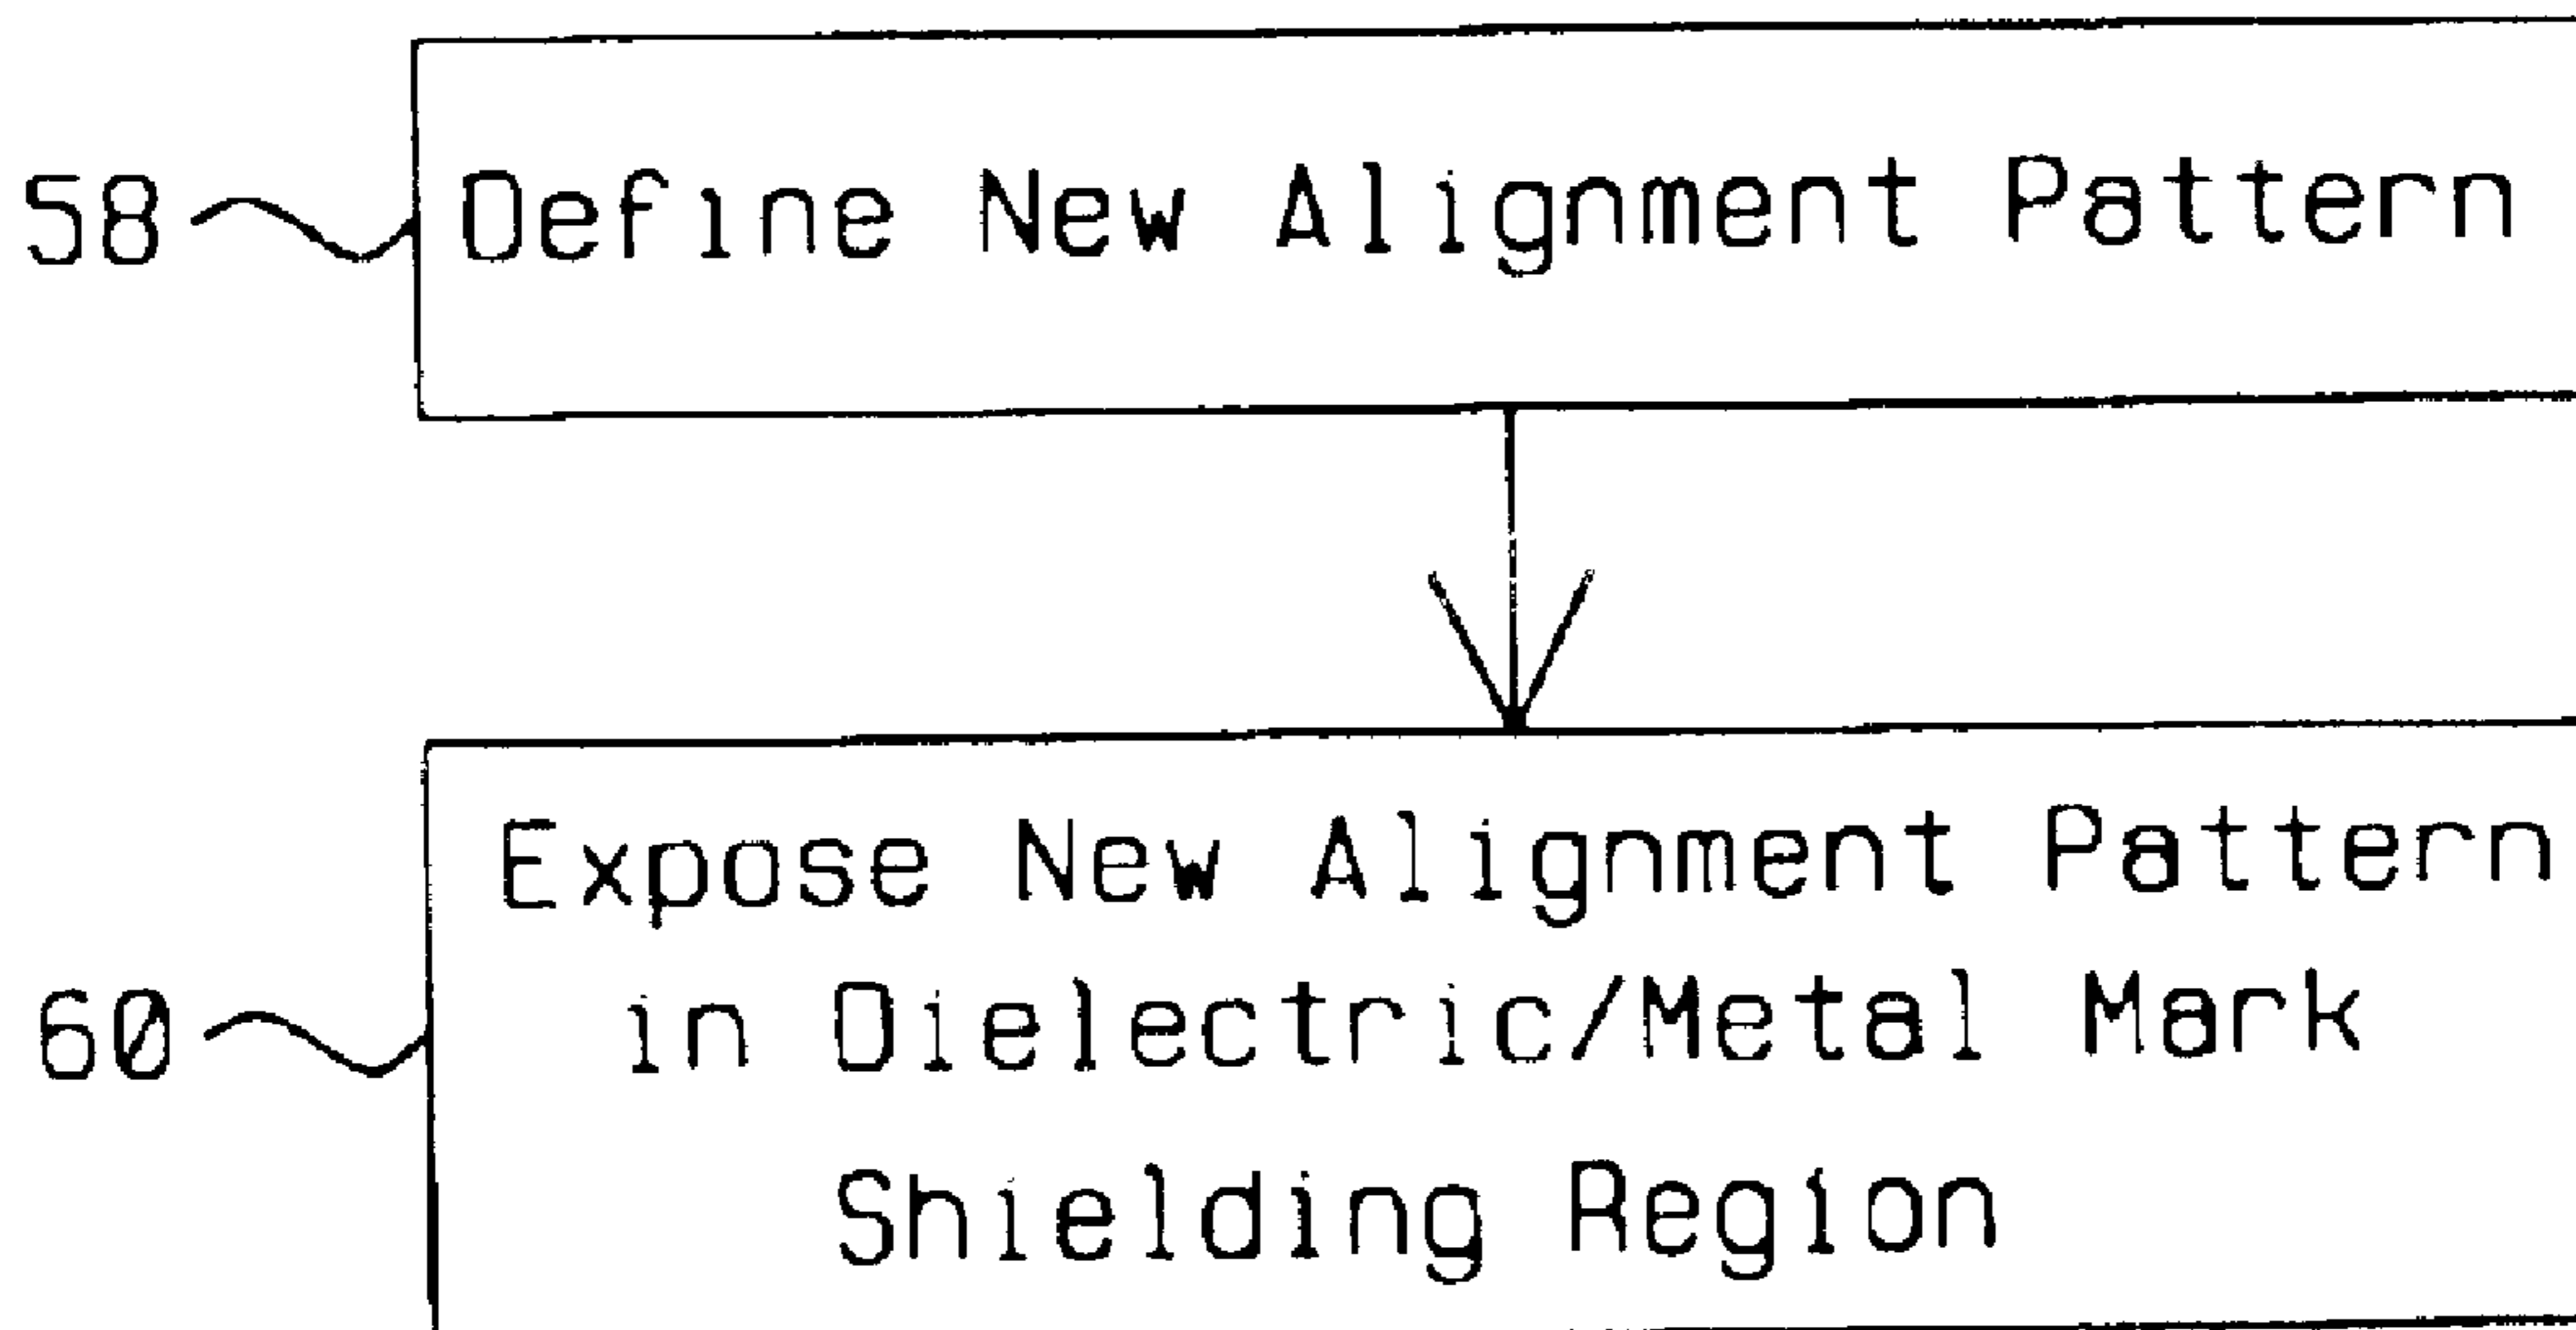 58 Define New Alignment Pattern
Expose New Alignment Pattern
60 in Dielectric/Metal Mark
Shielding Region